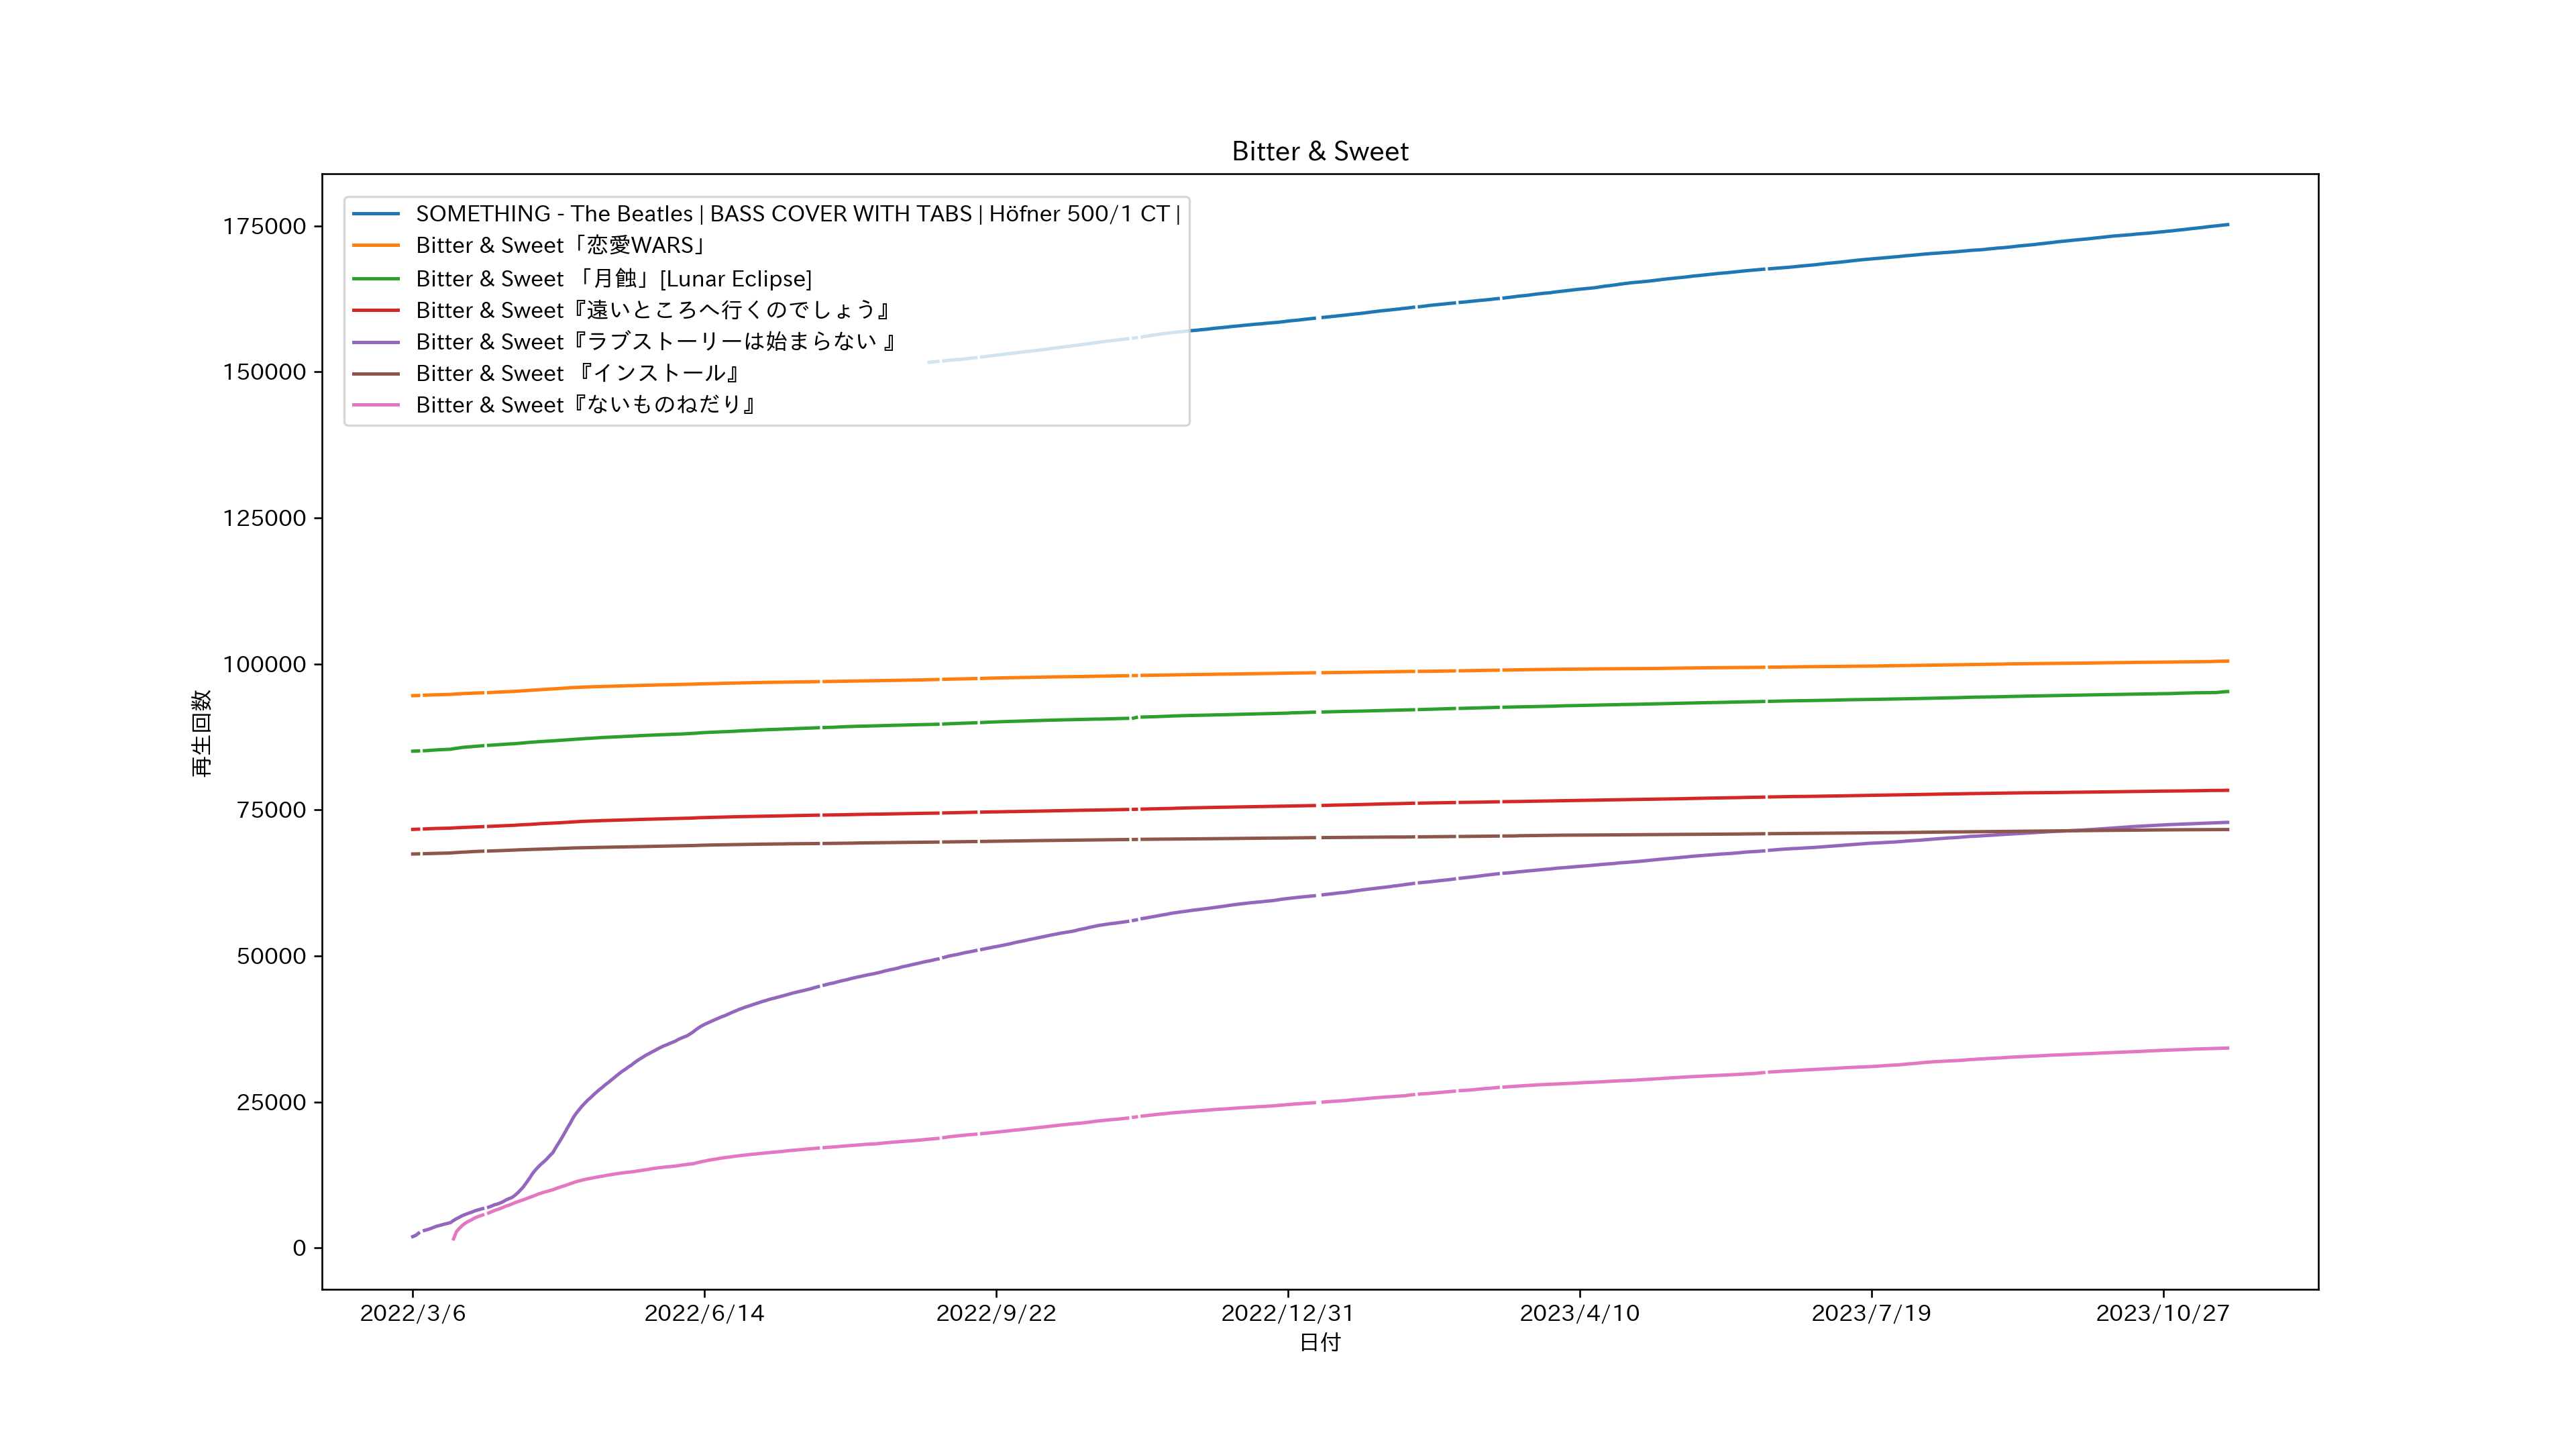 Bitter & Sweet
SOMETHING - The Beatles | BASS COVER WITH TABS | Höfner 500/1 CT |
Bitter & Sweet「恋愛WARS」
Bitter & Sweet 「月蝕」[Lunar Eclipse]
Bitter & Sweet『遠いところへ行くのでしょう』
Bitter & Sweet『ラブストーリーは始まらない 』
Bitter & Sweet 『インストール』
Bitter & Sweet『ないものねだり』
175000
150000
125000
100000
75000
50000
25000
0
再生回数
2022/3/6
2022/6/14
2022/9/22
2022/12/31
2023/4/10
2023/7/19
2023/10/27
日付